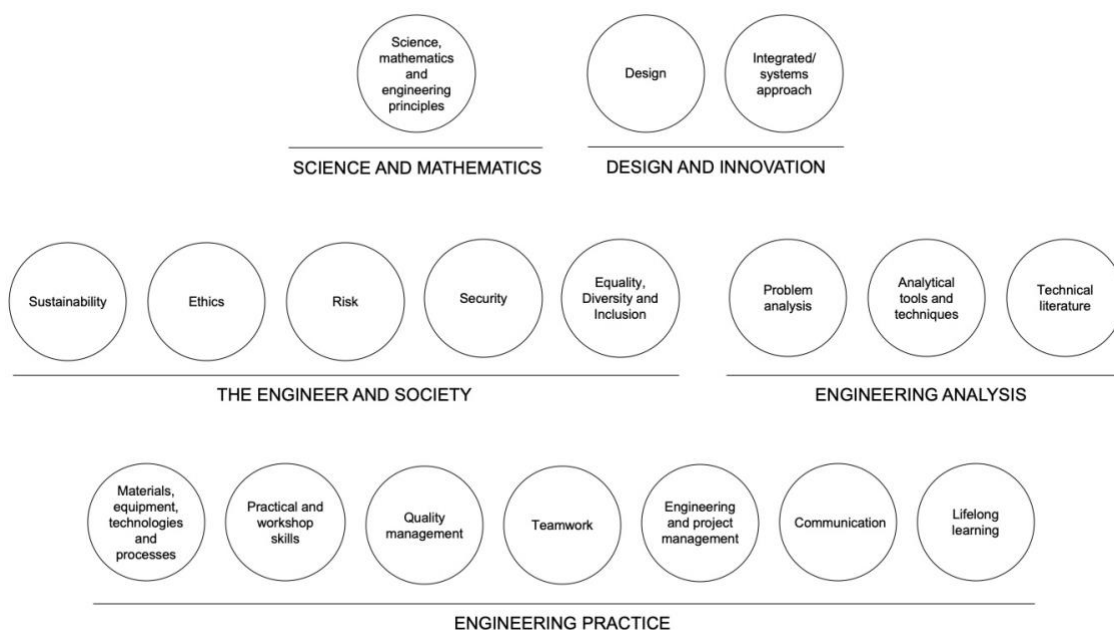 Science,
mathematics
and
engineering
principles
Design
Integrated/
systems
approach
SCIENCE AND MATHEMATICS
DESIGN AND INNOVATION
Sustainability
Ethics
Risk
Security
Equality,
Diversity and
Inclusion
Problem
analysis
Analytical
tools and
techniques
Technical
literature
THE ENGINEER AND SOCIETY
ENGINEERING ANALYSIS
Materials,
equipment,
technologies
and
processes
Practical and
workshop
skills
Quality
management
Teamwork
Engineering
and project
management
Communication
Lifelong
learning
ENGINEERING PRACTICE